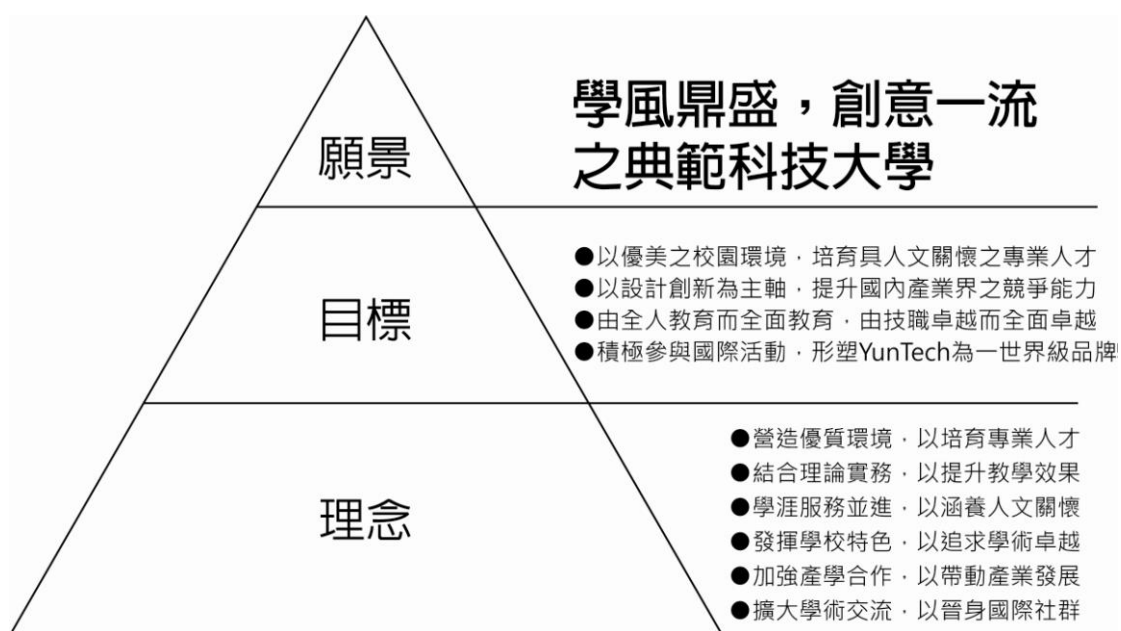 願景
學風鼎盛，創意一流
之典範科技大學
目標
●以優美之校園環境，培育具人文關懷之專業人才
●以設計創新為主軸，提升國內產業界之競爭能力
●由全人教育而全面教育，由技職卓越而全面卓越
●積極參與國際活動，形塑YunTech為一世界級品牌
理念
●營造優質環境，以培育專業人才
●結合理論實務，以提升教學效果
●學涯服務並進，以涵養人文關懷
●發揮學校特色，以追求學術卓越
●加強產學合作，以帶動產業發展
●擴大學術交流，以晉身國際社群